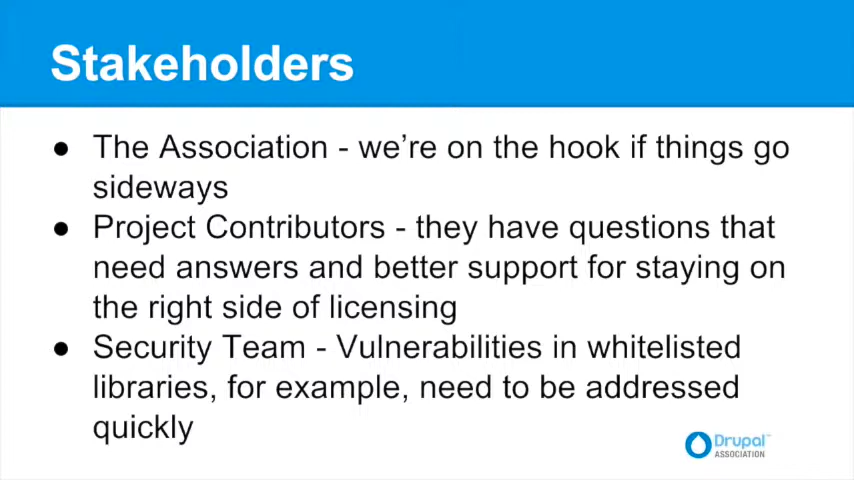 Stakeholders
● The Association - we're on the hook if things go
sideways
● Project Contributors - they have questions that
need answers and better support for staying on
the right side of licensing
● Security Team - Vulnerabilities in whitelisted
libraries, for example, need to be addressed
quickly
Drupal™
ASSOCIATION